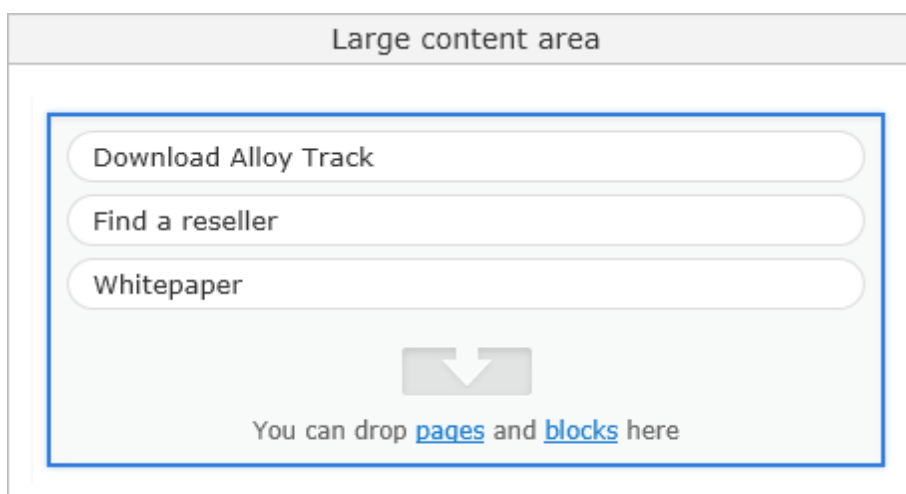 Large content area
Download Alloy Track
Find a reseller
Whitepaper
You can drop pages and blocks here